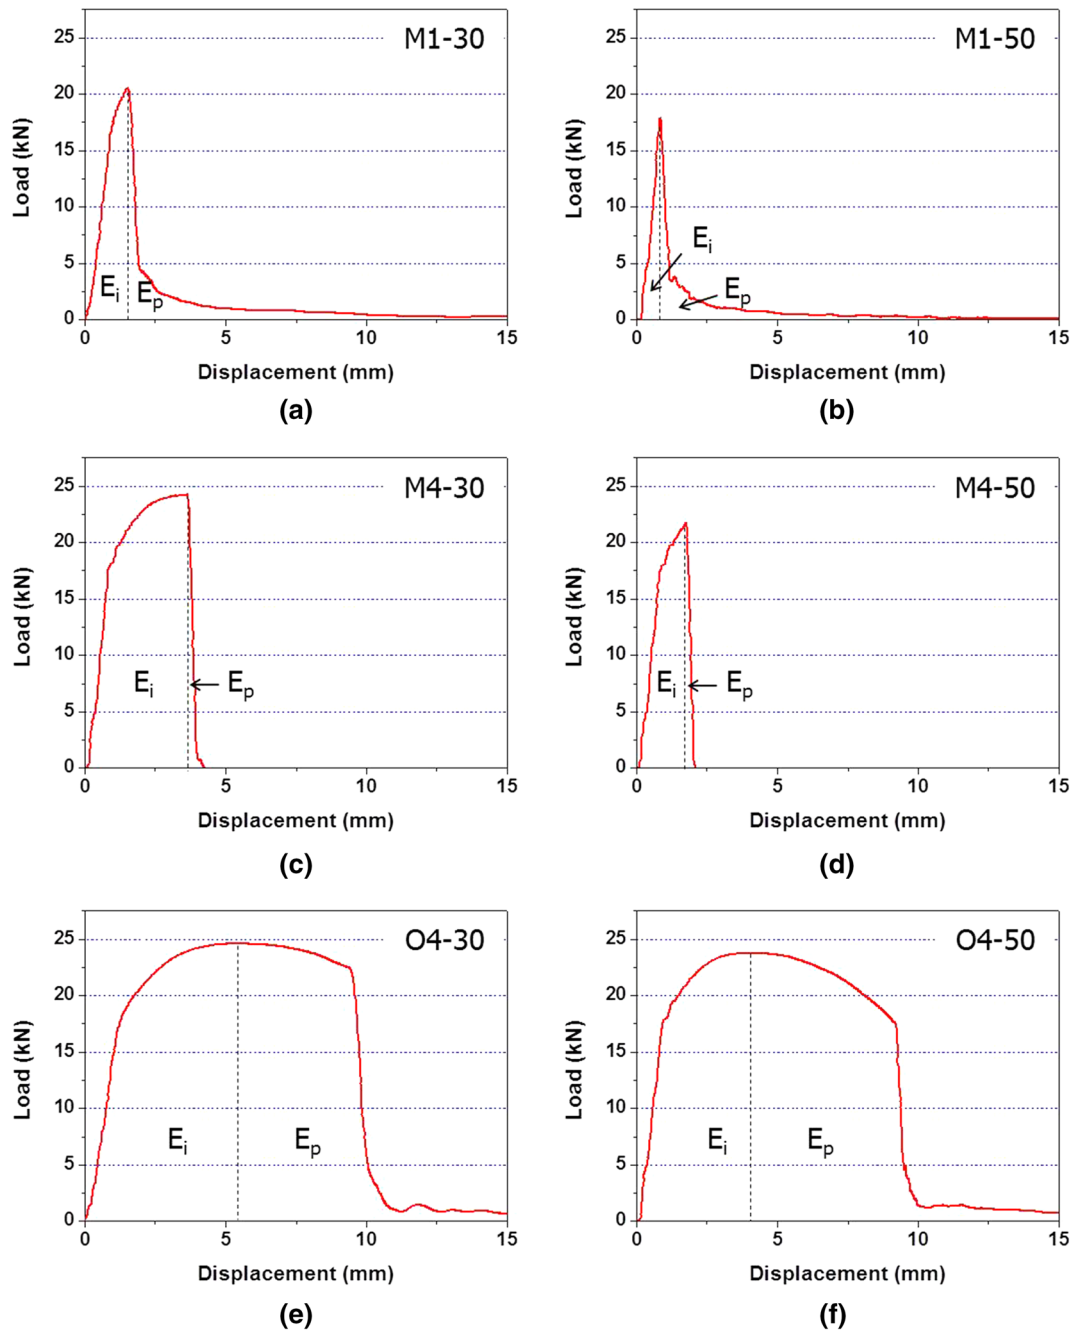 M1-30
25
20
15
10
5
0
Load (kN)
Ei
Ep
0 5 10 15
Displacement (mm)
(a)
M1-50
25
20
15
10
5
0
Load (kN)
Ei
Ep
0 5 10 15
Displacement (mm)
(b)
M4-30
25
20
15
10
5
0
Load (kN)
Ei
Ep
0 5 10 15
Displacement (mm)
(c)
M4-50
25
20
15
10
5
0
Load (kN)
Ei
Ep
0 5 10 15
Displacement (mm)
(d)
O4-30
25
20
15
10
5
0
Load (kN)
Ei
Ep
0 5 10 15
Displacement (mm)
(e)
O4-50
25
20
15
10
5
0
Load (kN)
Ei
Ep
0 5 10 15
Displacement (mm)
(f)